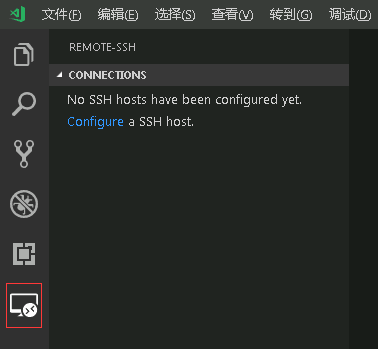 文件(F) 编辑(E) 选择(S) 查看(V) 转到(G) 调试(D)
REMOTE-SSH
CONNECTIONS
No SSH hosts have been configured yet.
Configure a SSH host.